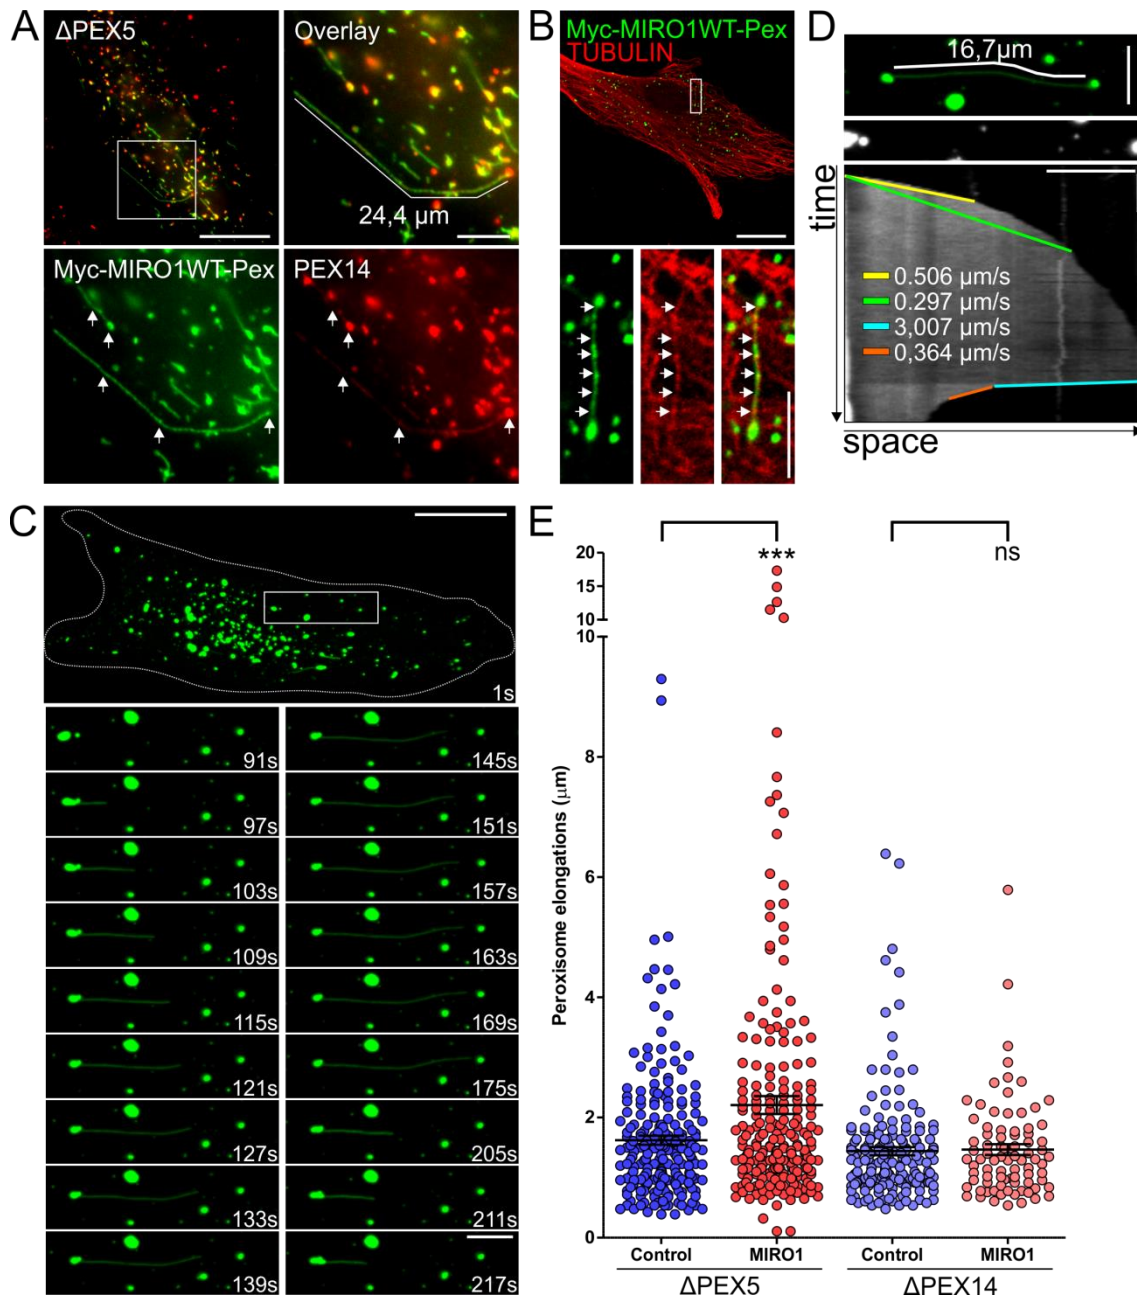 A
ΔPEX5
Overlay
24,4 µm
Myc-MIRO1WT-Pex
PEX14
B
Myc-MIRO1WT-Pex
TUBULIN
D
16,7µm
time
0.506 µm/s
0.297 µm/s
3,007 µm/s
0,364 µm/s
space
C
1s
91s
97s
103s
109s
115s
121s
127s
133s
139s
145s
151s
157s
163s
169s
175s
205s
211s
217s
E
***
ns
20
15
10
10
8
6
4
2
0
Peroxisome elongations (µm)
Control
MIRO1
Control
MIRO1
ΔPEX5
ΔPEX14